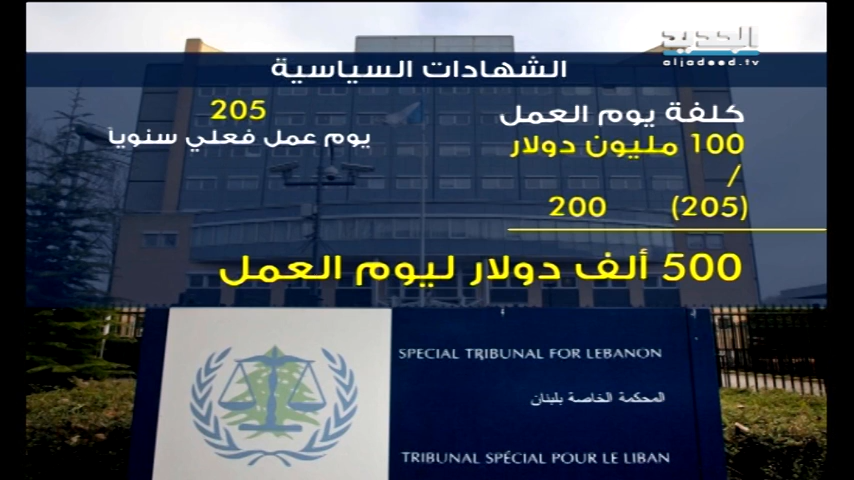 الجديد
aljadeed.tv
الشهادات السياسية
كلفة يوم العمل
100 مليون دولار
/
(205) 200
500 ألف دولار ليوم العمل
205
يوم عمل فعلي سنوياً
SPECIAL TRIBUNAL FOR LEBANON
المحكمة الخاصة بلبنان
TRIBUNAL SPÉCIAL POUR LE LIBAN